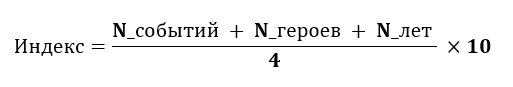 Индекс = (N_событий + N_героев + N_лет) / 4 × 10